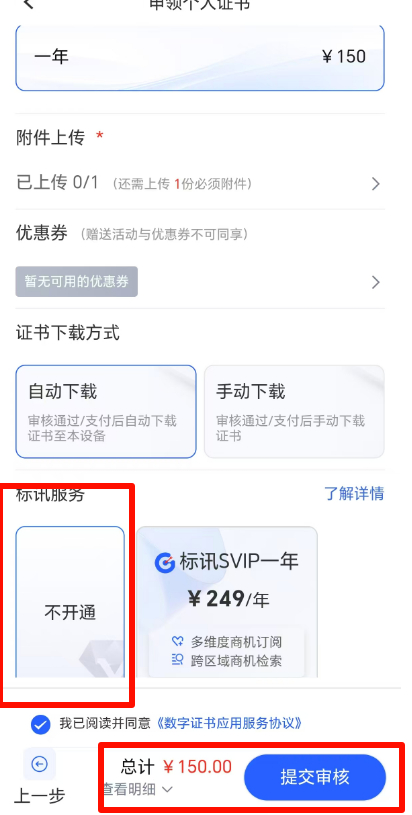 申领个人证书
一年 ￥150
附件上传 *
已上传 0/1 （还需上传 1份必须附件）
优惠券 （赠送活动与优惠券不可同享）
暂无可用的优惠券
证书下载方式
自动下载
审核通过/支付后自动下载
证书至本设备
手动下载
审核通过/支付后手动下载
证书
标讯服务 了解详情
不开通
标讯SVIP一年
￥249/年
多维度商机订阅
跨区域商机检索
我已阅读并同意《数字证书应用服务协议》
上一步
总计 ￥150.00
查看明细
提交审核